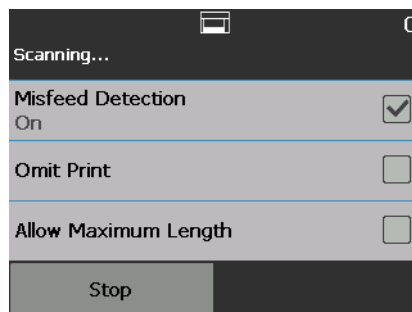 Scanning...
Misfeed Detection
On
Omit Print
Allow Maximum Length
Stop